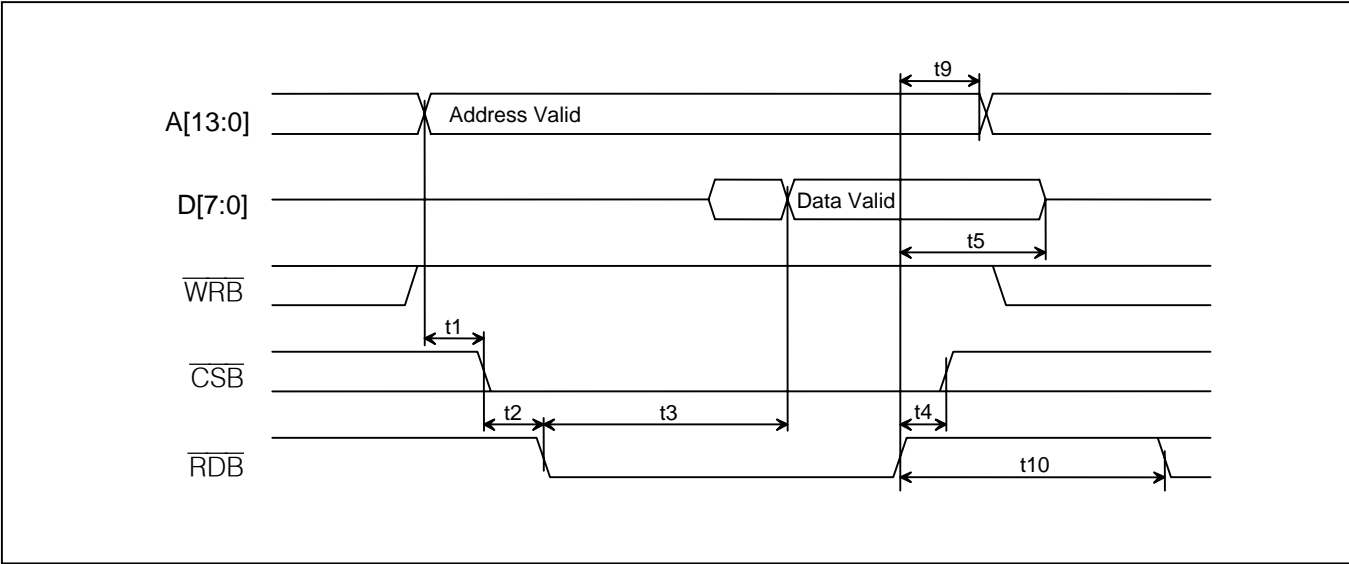 t9
A[13:0]
Address Valid
D[7:0]
Data Valid
t5
WRB
t1
CSB
t2
t3
t4
RDB
t10